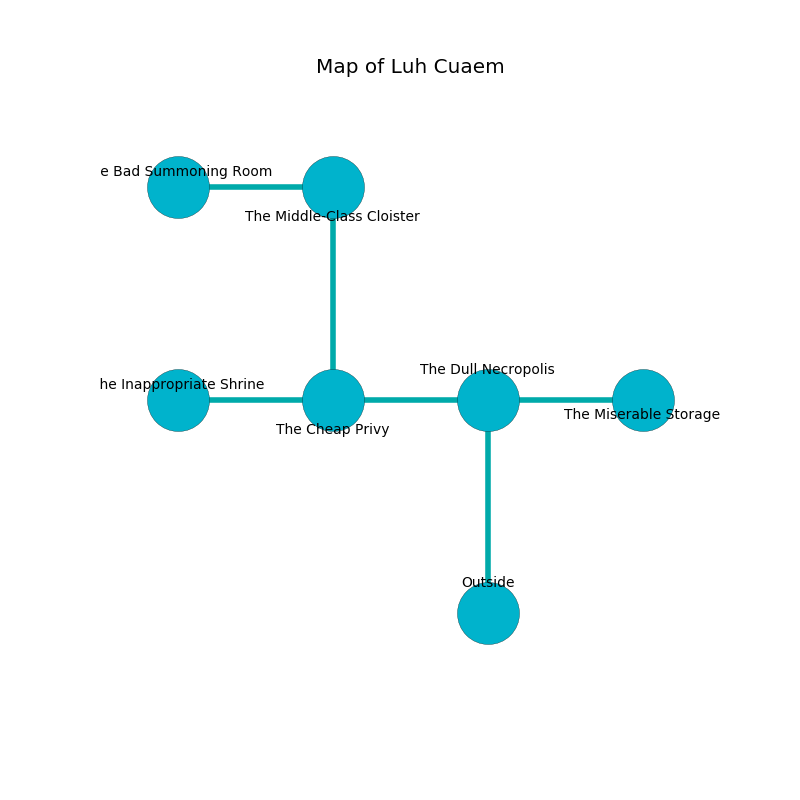 Map of Luh Cuaem
e Bad Summoning Room
The Middle-Class Cloister
The Dull Necropolis
he Inappropriate Shrine
The Miserable Storage
The Cheap Privy
Outside